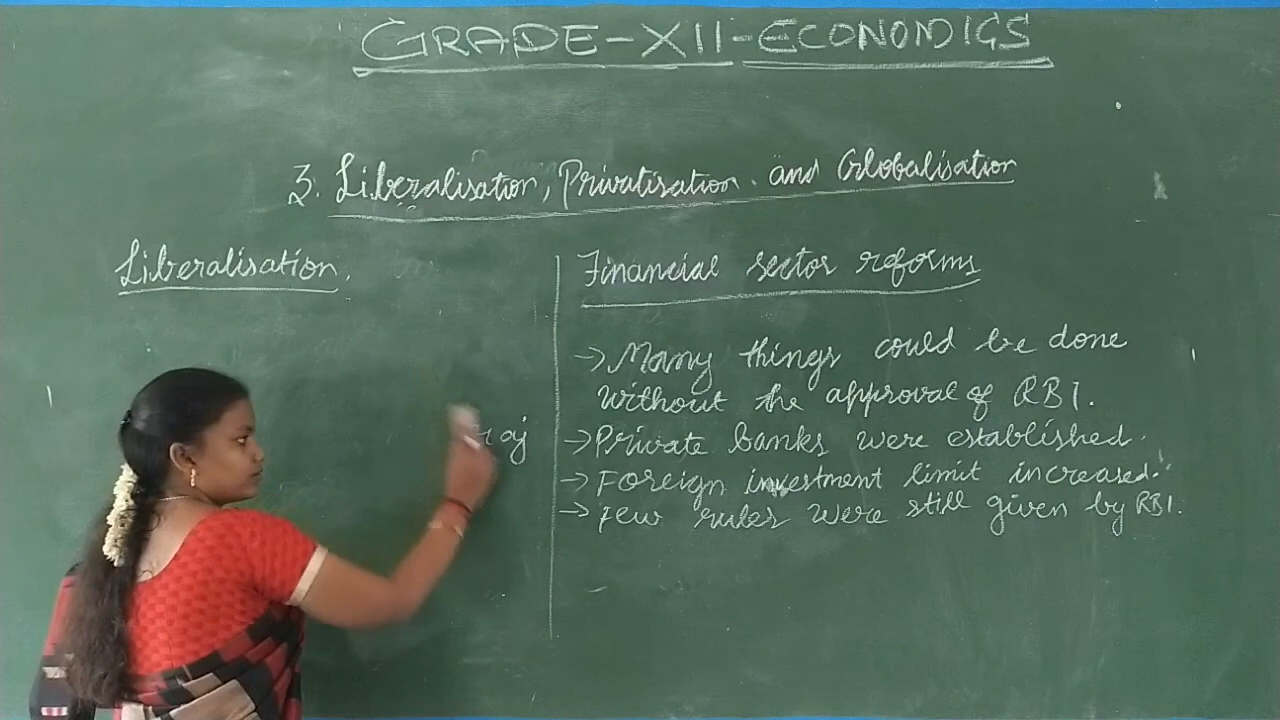 GRADE-XII-ECONOMICS
3. Liberalisation, Privatisation. and Globalisation
Liberalisation.
Financial sector reforms
→ Many things could be done
without the approval of RBI.
→ Private banks were established.
→ Foreign investment limit increased.
→ Few rules were still given by RBI.